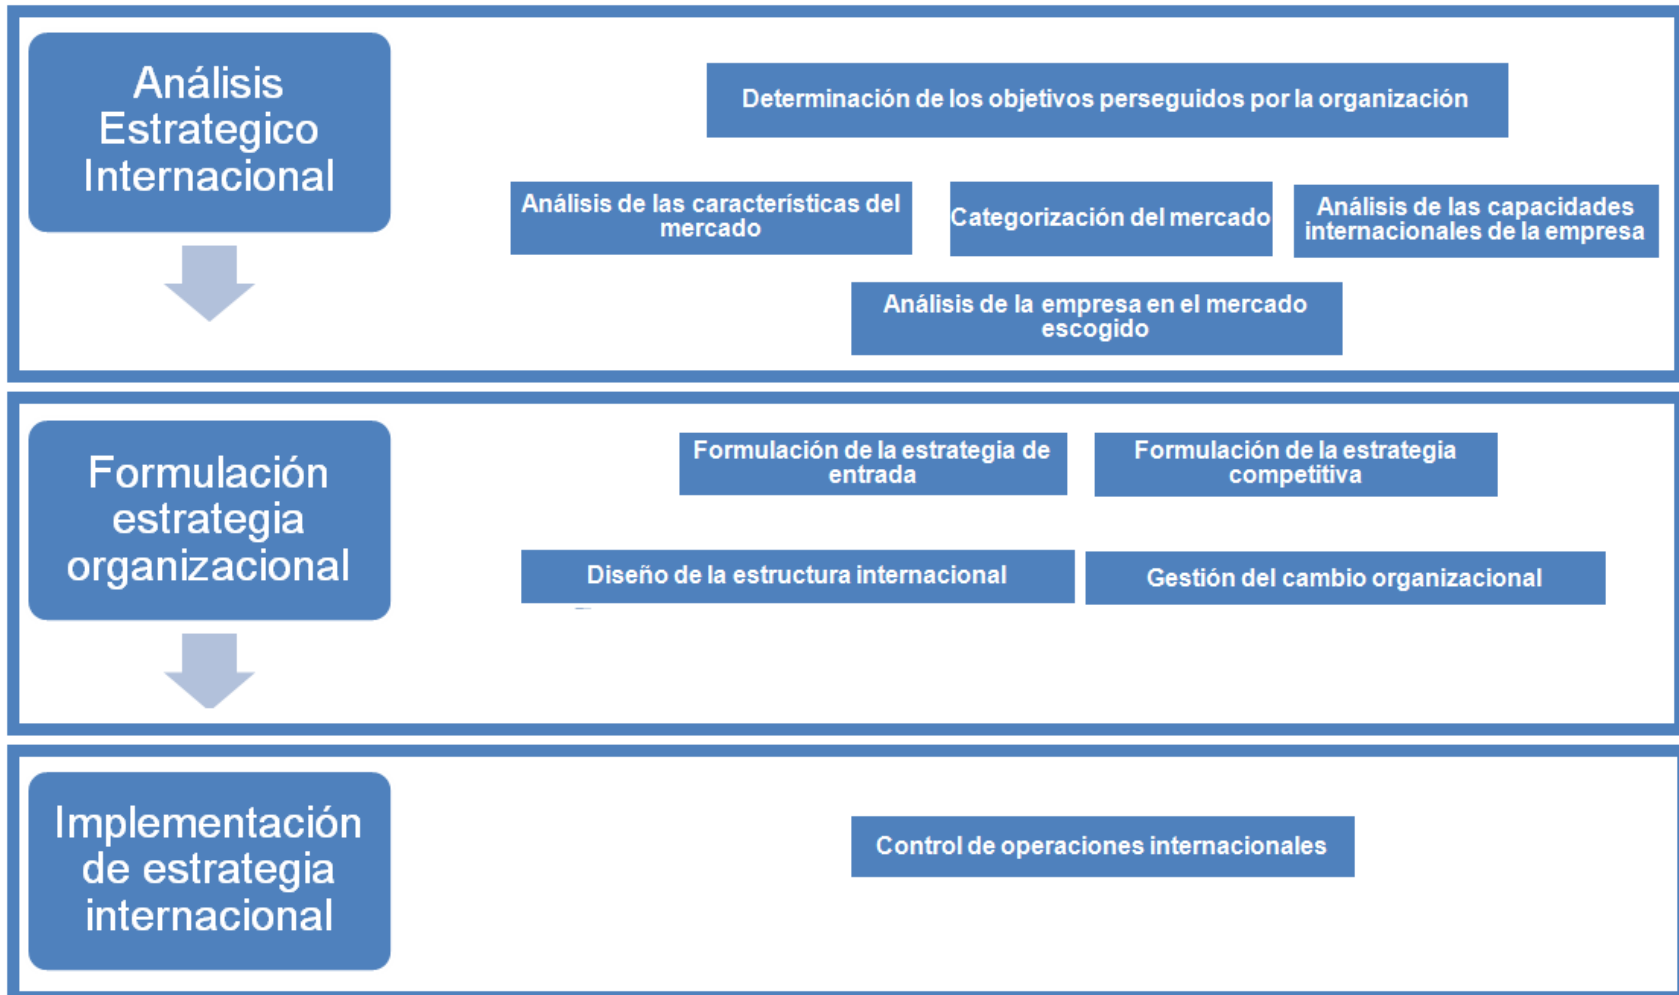 Análisis
Estrategico
Internacional
Determinación de los objetivos perseguidos por la organización
Análisis de las características del
mercado
Categorización del mercado
Análisis de las capacidades
internacionales de la empresa
Análisis de la empresa en el mercado
escogido
Formulación
estrategia
organizacional
Formulación de la estrategia de
entrada
Formulación de la estrategia
competitiva
Diseño de la estructura internacional
Gestión del cambio organizacional
Implementación
de estrategia
internacional
Control de operaciones internacionales